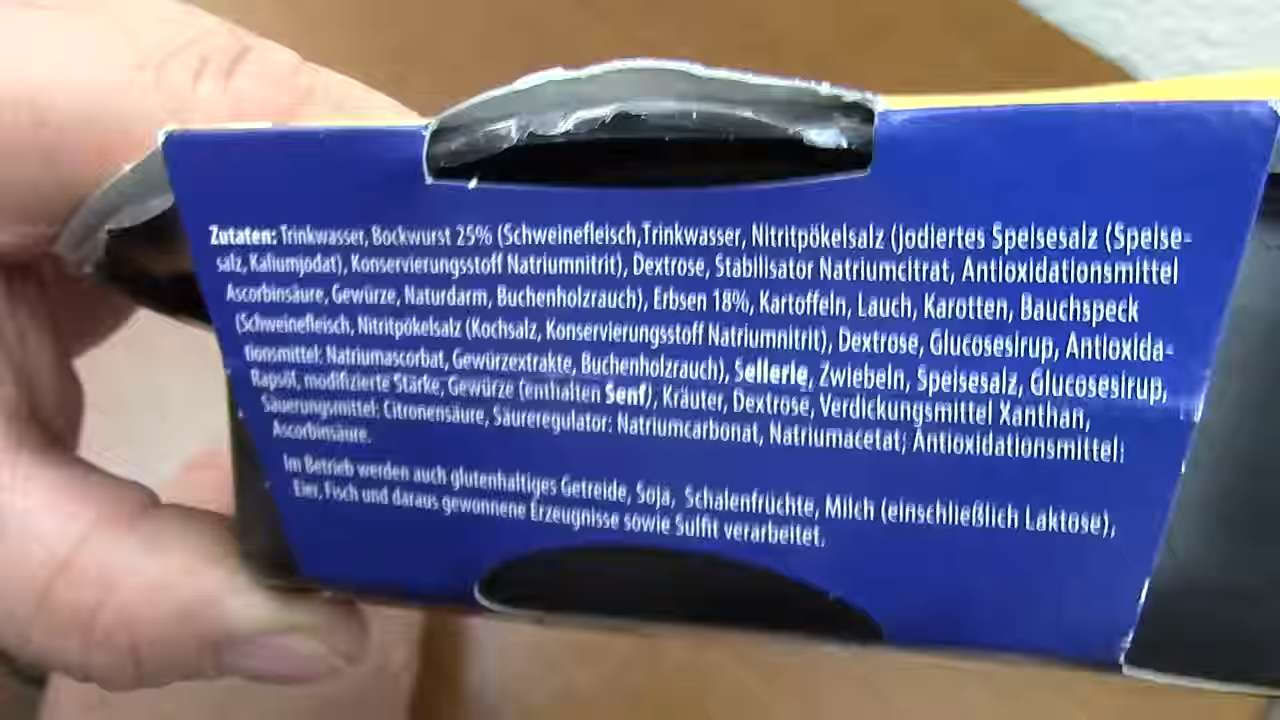 Zutaten: Trinkwasser, Bockwurst 25% (Schweinefleisch,Trinkwasser, Nitritpökelsalz (Jodiertes Speisesalz (Speise-
salz, Kaliumjodat), Konservierungsstoff Natriumnitrit), Dextrose, Stabilisator Natriumcitrat, Antioxidationsmittel
Ascorbinsäure, Gewürze, Naturdarm, Buchenholzrauch), Erbsen 18%, Kartoffeln, Lauch, Karotten, Bauchspeck
(Schweinefleisch, Nitritpökelsalz (Kochsalz, Konservierungsstoff Natriumnitrit), Dextrose, Glucosesirup, Antioxida-
tionsmittel: Natriumascorbat, Gewürzextrakte, Buchenholzrauch), Sellerie, Zwiebeln, Speisesalz, Glucosesirup,
Rapsöl, modifizierte Stärke, Gewürze (enthalten Senf), Kräuter, Dextrose, Verdickungsmittel Xanthan,
Säuerungsmittel: Citronensäure, Säureregulator: Natriumcarbonat, Natriumacetat; Antioxidationsmittel:
Ascorbinsäure.
Im Betrieb werden auch glutenhaltiges Getreide, Soja, Schalenfrüchte, Milch (einschließlich Laktose),
Eier, Fisch und daraus gewonnene Erzeugnisse sowie Sulfit verarbeitet.